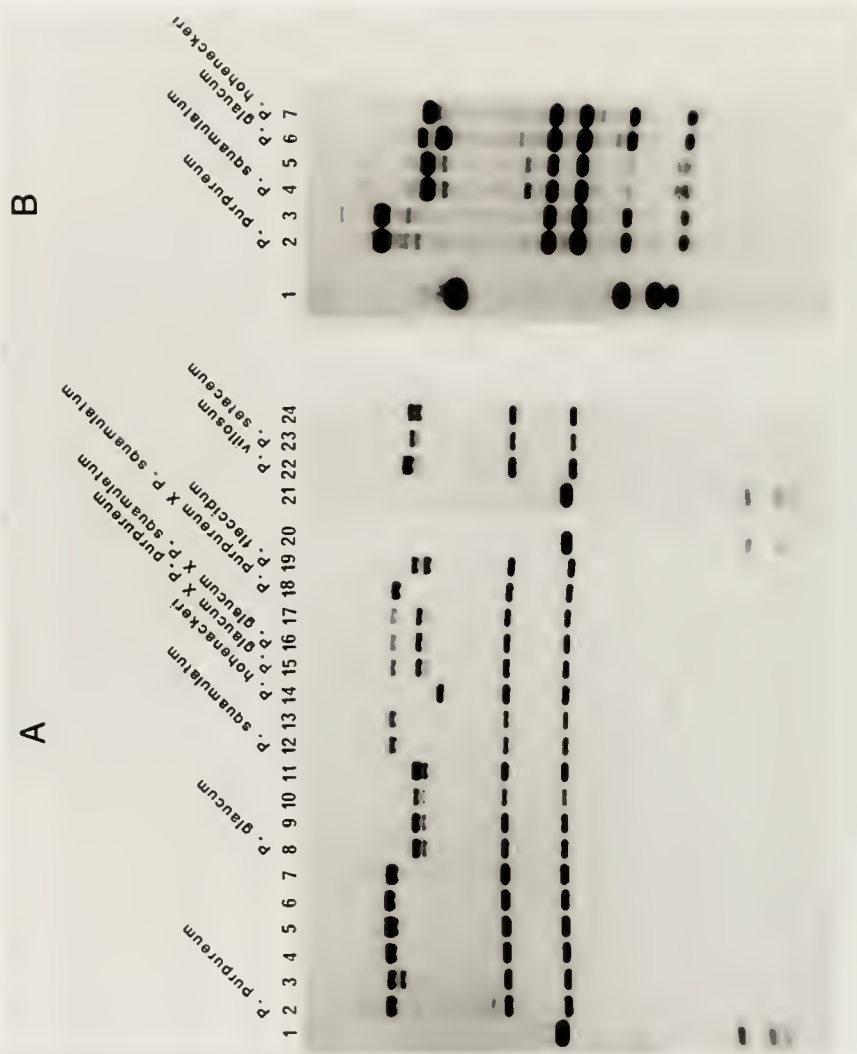 A
P. purpureum
P. glaucum
P. squamulatum
P. hohenackeri
P. glaucum X P. purpureum
P. glaucum X P. squamulatum
P. purpureum X P. squamulatum
P. flaccidum
P. villosum
P. setaceum
1 2 3 4 5 6 7 8 9 10 11 12 13 14 15 16 17 18 19 20 21 22 23 24
B
P. purpureum
P. squamulatum
P. glaucum
P. hohenackeri
1 2 3 4 5 6 7